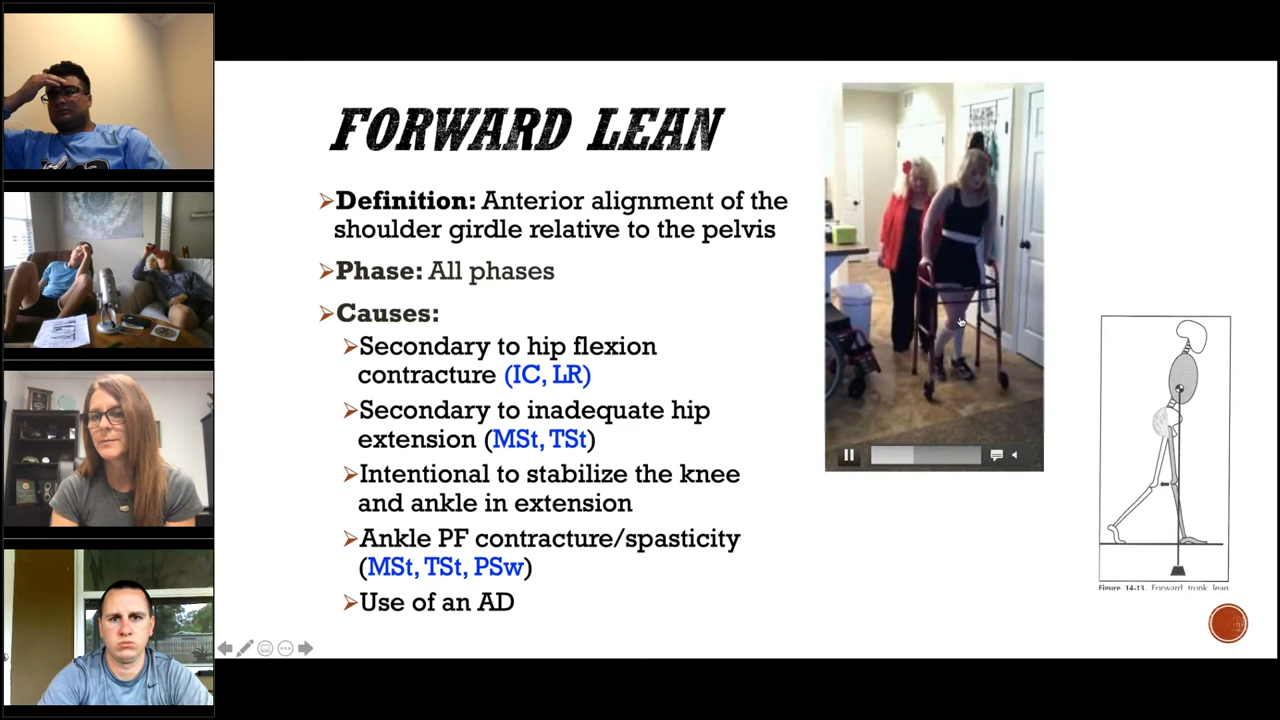 FORWARD LEAN
Definition: Anterior alignment of the
shoulder girdle relative to the pelvis
Phase: All phases
Causes:
Secondary to hip flexion
contracture (IC, LR)
Secondary to inadequate hip
extension (MSt, TSt)
Intentional to stabilize the knee
and ankle in extension
Ankle PF contracture/spasticity
(MSt, TSt, PSw)
Use of an AD
Figure 14-13. Forward trunk lean